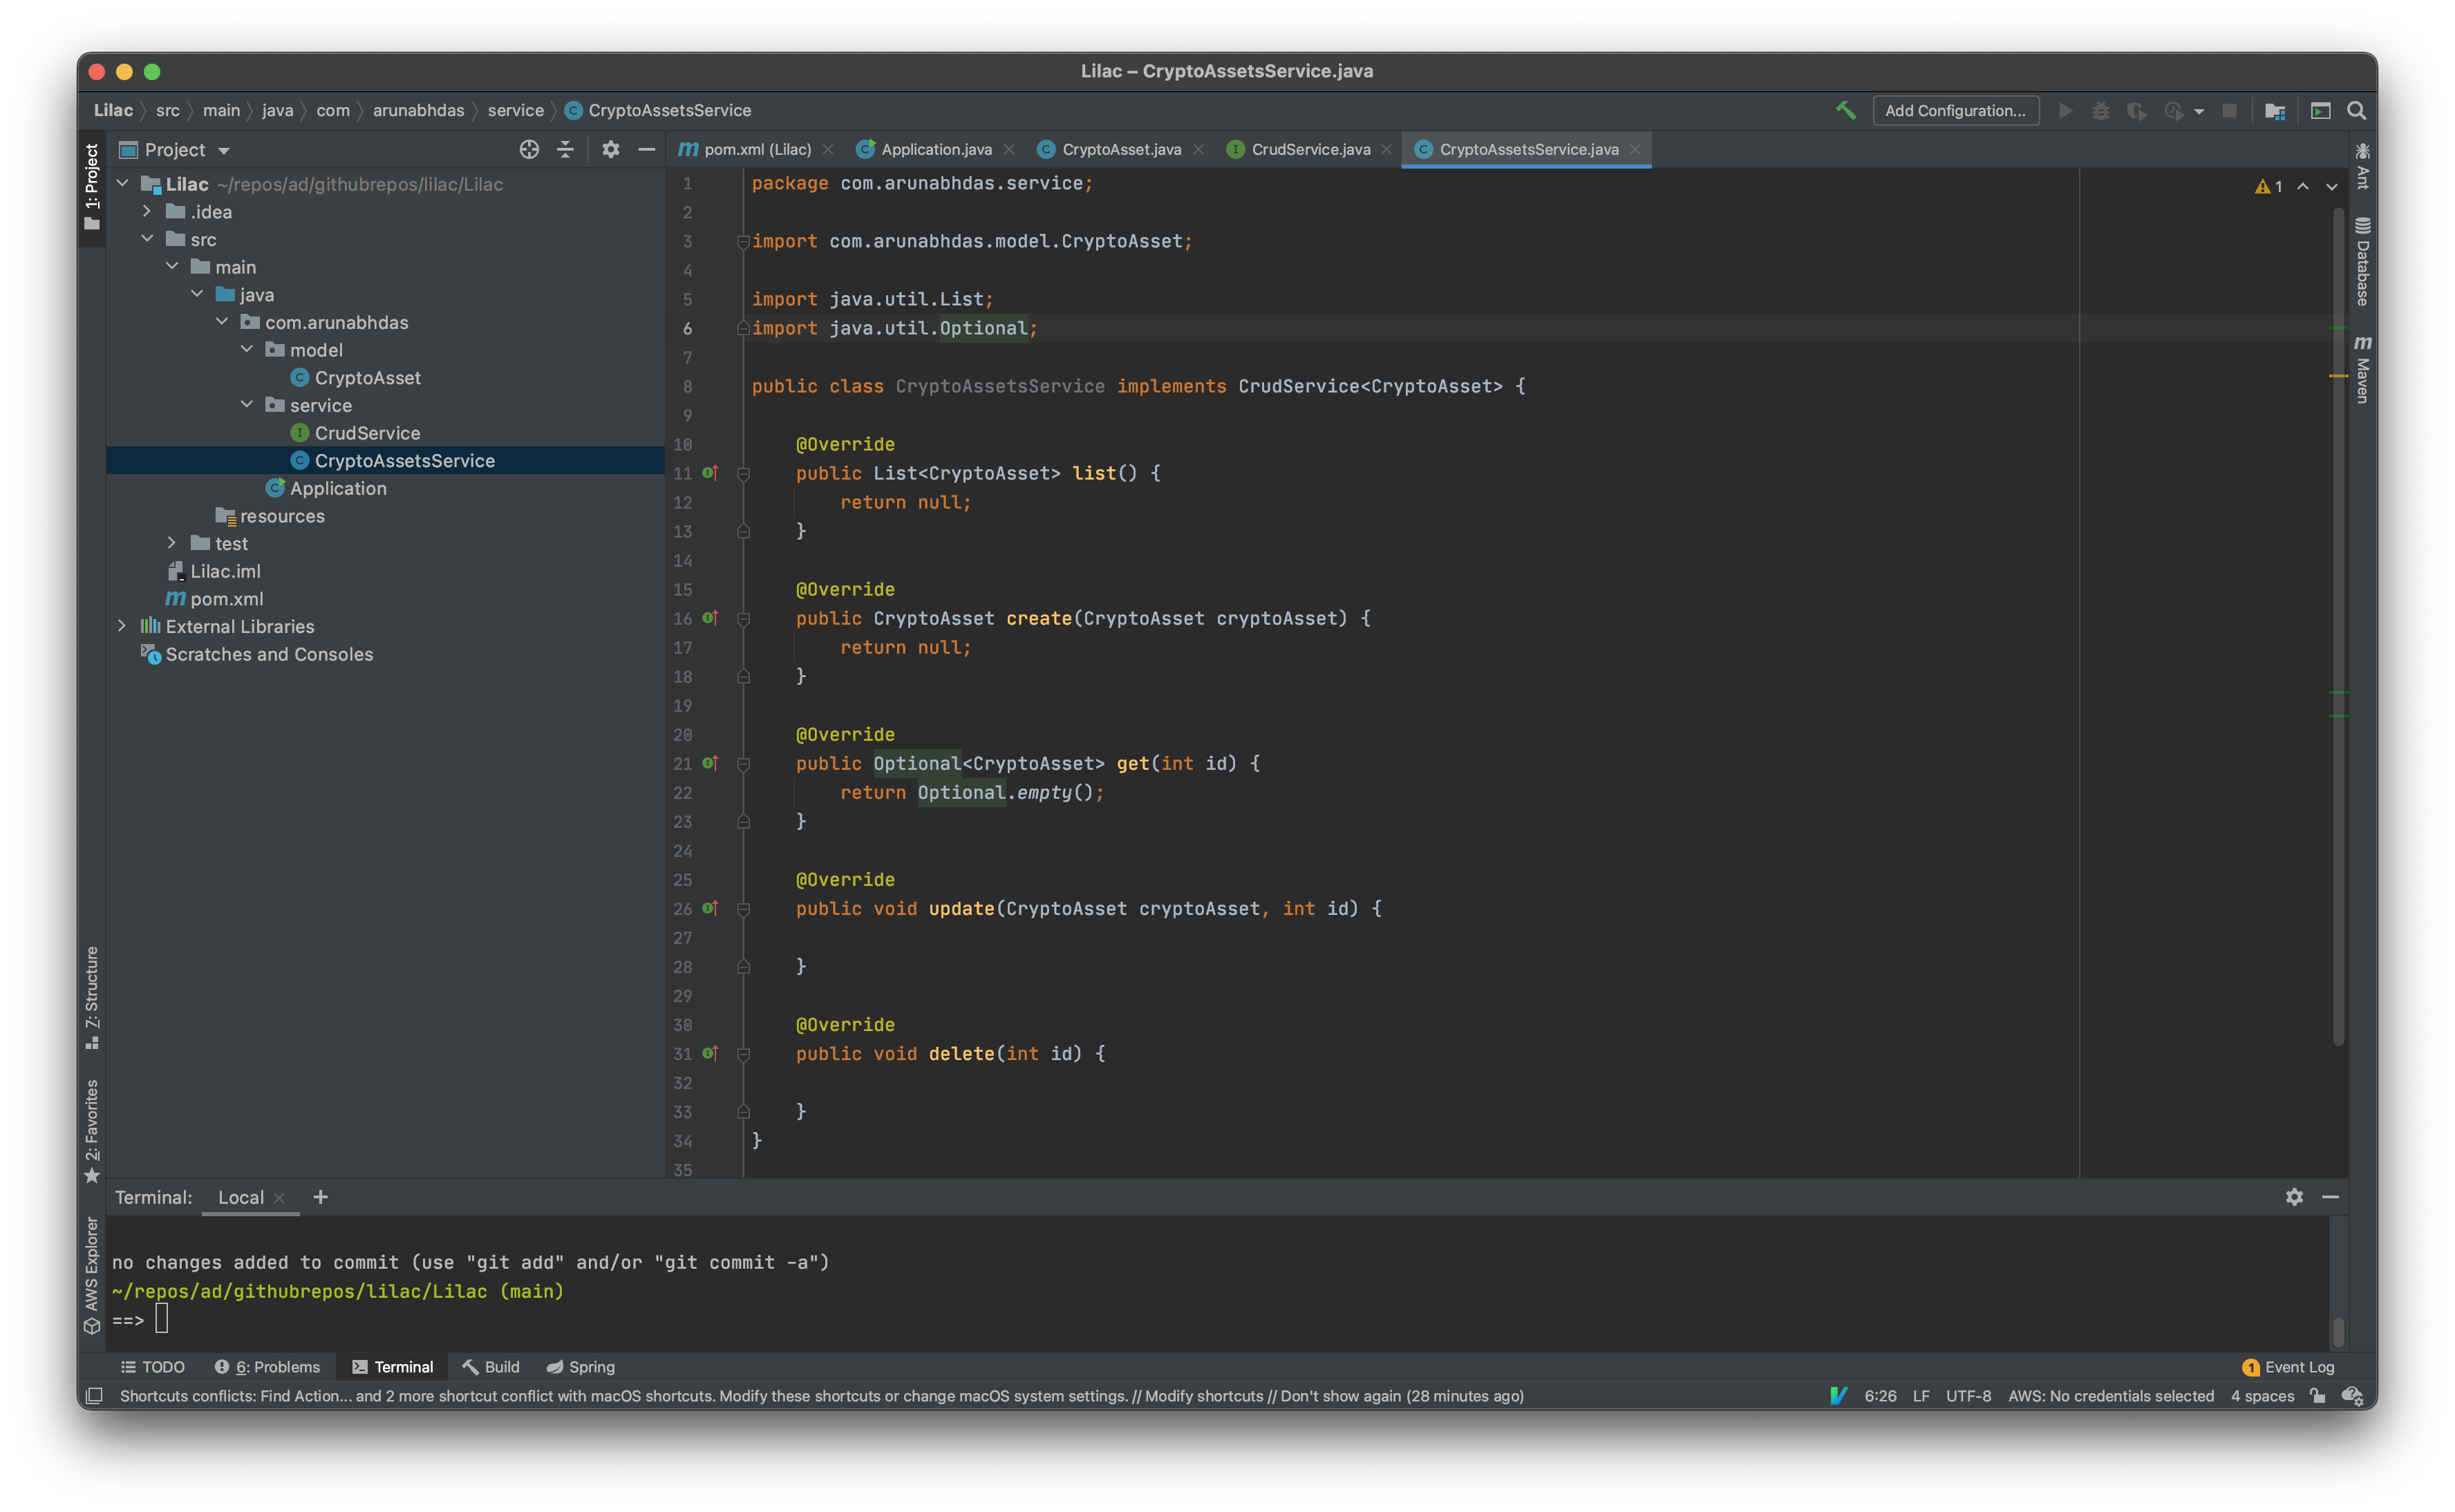 Lilac – CryptoAssetsService.java
Lilac src main java com arunabhdas service CryptoAssetsService
Add Configuration...
1: Project
Project
pom.xml (Lilac) Application.java CryptoAsset.java CrudService.java CryptoAssetsService.java
Lilac ~/repos/ad/githubrepos/lilac/Lilac
.idea
src
main
java
com.arunabhdas
model
CryptoAsset
service
CrudService
CryptoAssetsService
Application
resources
test
Lilac.iml
pom.xml
External Libraries
Scratches and Consoles
1 package com.arunabhdas.service;
2
3 import com.arunabhdas.model.CryptoAsset;
4
5 import java.util.List;
6 import java.util.Optional;
7
8 public class CryptoAssetsService implements CrudService<CryptoAsset> {
9
10     @Override
11     public List<CryptoAsset> list() {
12         return null;
13     }
14
15     @Override
16     public CryptoAsset create(CryptoAsset cryptoAsset) {
17         return null;
18     }
19
20     @Override
21     public Optional<CryptoAsset> get(int id) {
22         return Optional.empty();
23     }
24
25     @Override
26     public void update(CryptoAsset cryptoAsset, int id) {
27
28     }
29
30     @Override
31     public void delete(int id) {
32
33     }
34 }
35
1
Ant
Database
Maven
7: Structure
2: Favorites
AWS Explorer
Terminal: Local +
no changes added to commit (use "git add" and/or "git commit -a")
~/repos/ad/githubrepos/lilac/Lilac (main)
==>
TODO 6: Problems Terminal Build Spring
1 Event Log
Shortcuts conflicts: Find Action... and 2 more shortcut conflict with macOS shortcuts. Modify these shortcuts or change macOS system settings. // Modify shortcuts // Don't show again (28 minutes ago)
6:26 LF UTF-8 AWS: No credentials selected 4 spaces